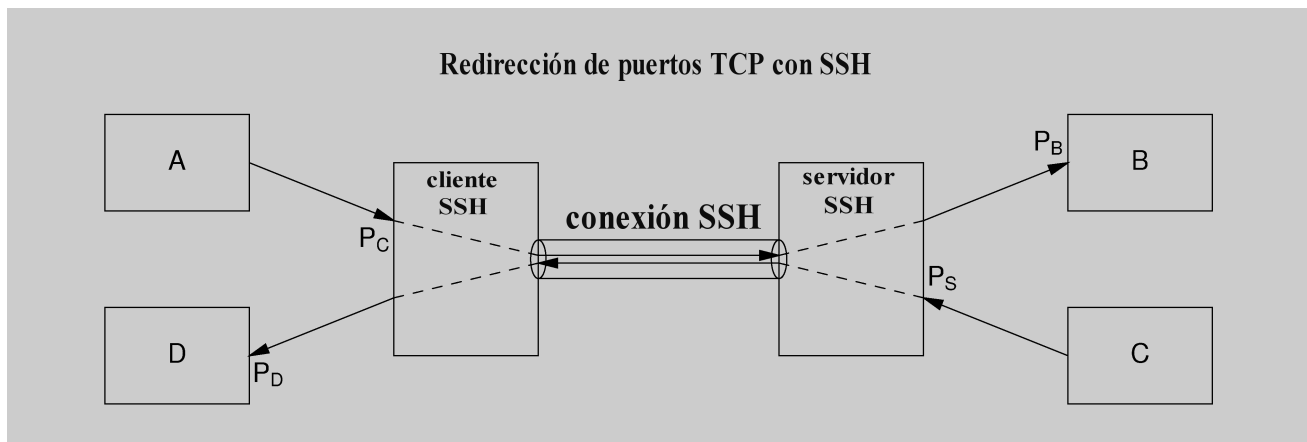 Redirección de puertos TCP con SSH
A
P_C
cliente
SSH
conexión SSH
servidor
SSH
P_B
B
D
P_D
P_S
C